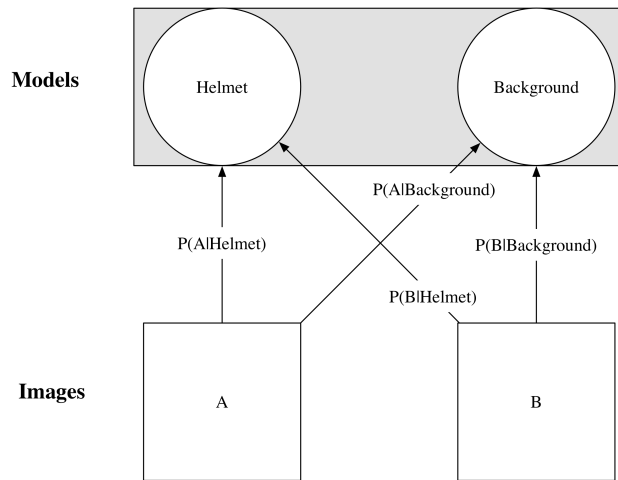 Models
Helmet
Background
P(A|Background)
P(A|Helmet)
P(B|Background)
P(B|Helmet)
Images
A
B